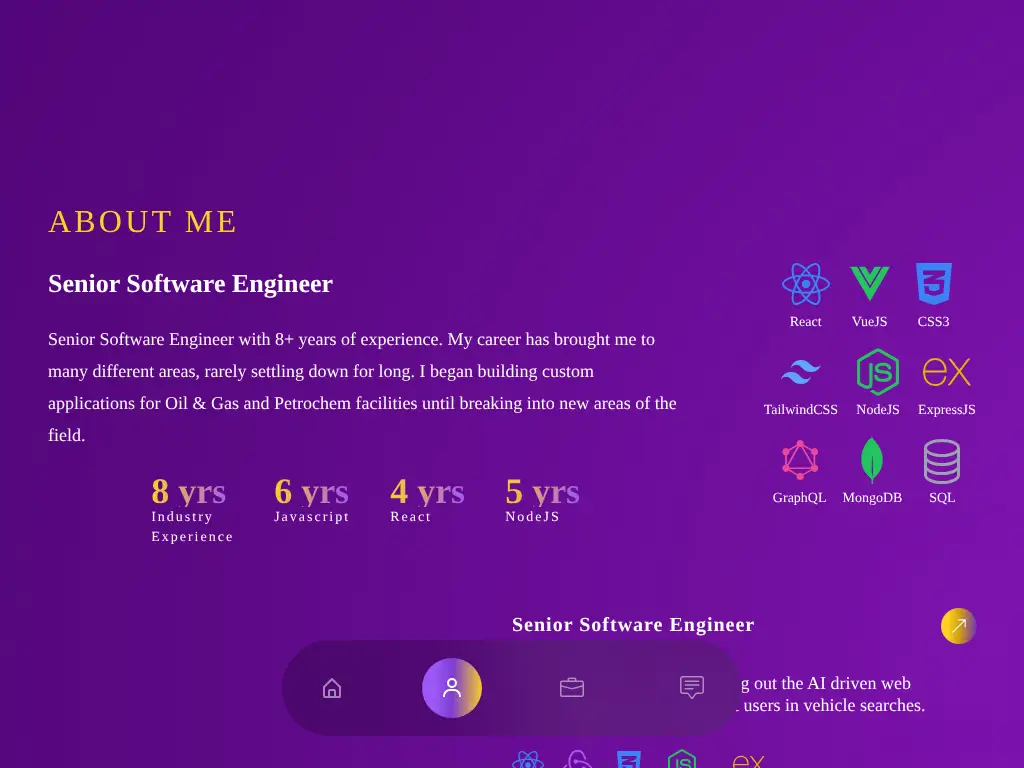 ABOUT ME
Senior Software Engineer
Senior Software Engineer with 8+ years of experience. My career has brought me to
many different areas, rarely settling down for long. I began building custom
applications for Oil & Gas and Petrochem facilities until breaking into new areas of the
field.
8 yrs
Industry
Experience
6 yrs
Javascript
4 yrs
React
5 yrs
NodeJS
React
VueJS
CSS3
TailwindCSS
NodeJS
ExpressJS
GraphQL
MongoDB
SQL
Senior Software Engineer
out the AI driven web
users in vehicle searches.